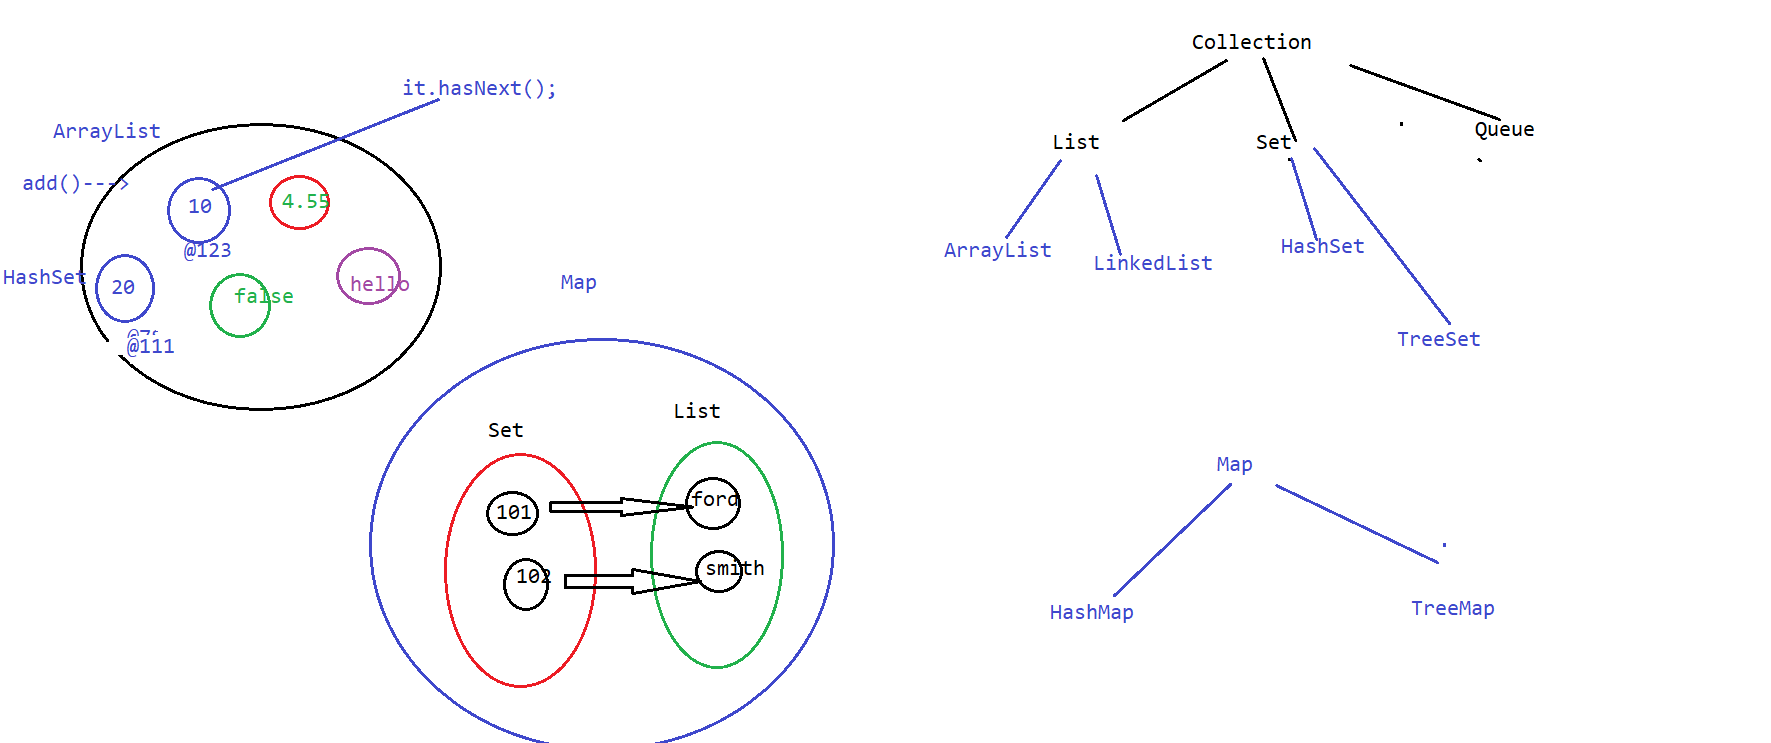 it.hasNext();
ArrayList
add()--->
10
4.55
@123
HashSet
20
false
hello
@111
Map
Set
List
101
ford
102
smith
Collection
List
Set
Queue
ArrayList
LinkedList
HashSet
TreeSet
Map
HashMap
TreeMap